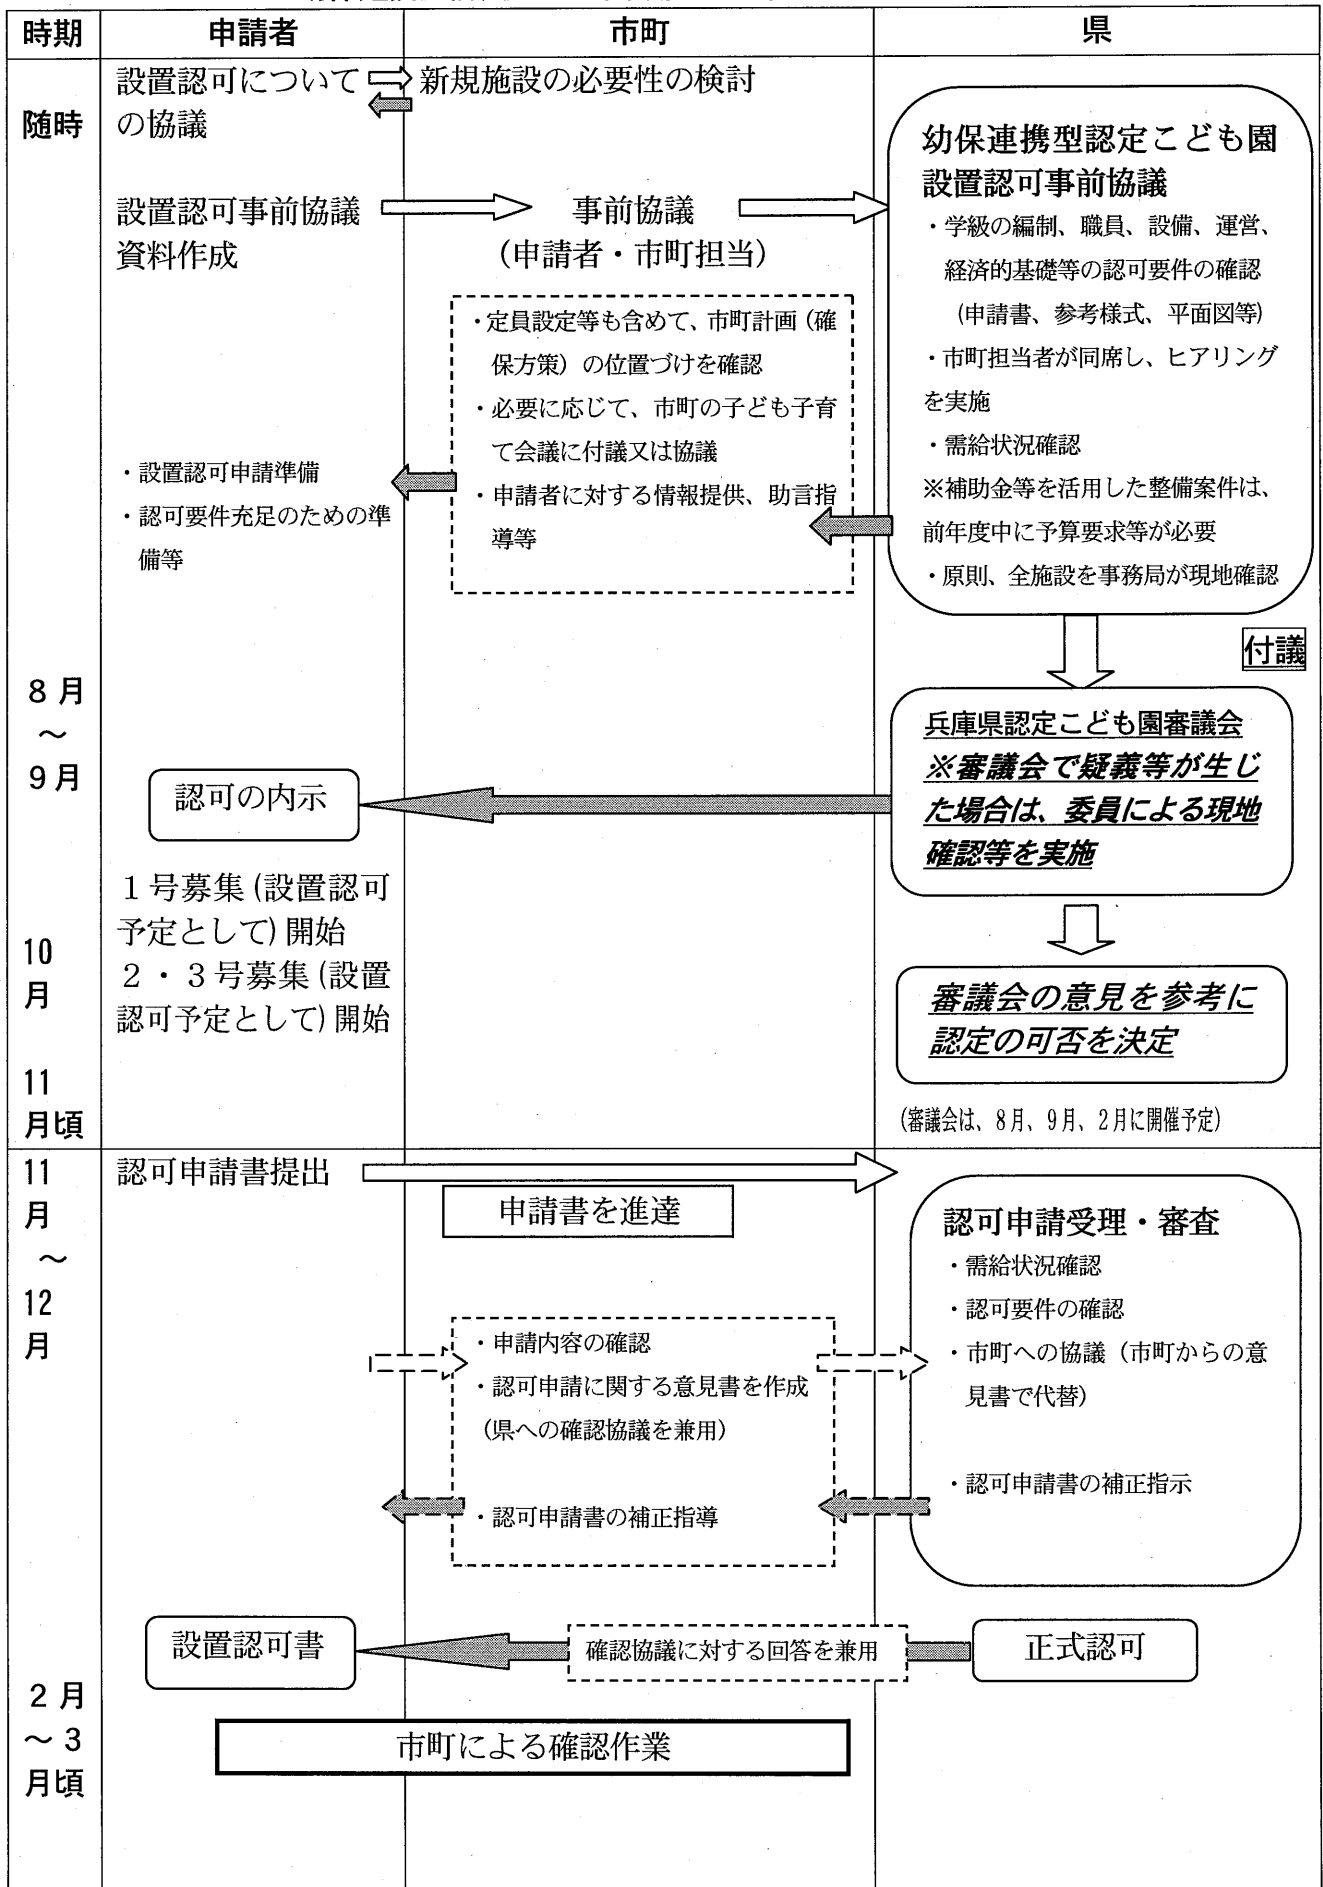 時期
申請者
市町
県
随時
設置認可について
の協議
新規施設の必要性の検討
設置認可事前協議
資料作成
事前協議
(申請者・市町担当)
・定員設定等も含めて、市町計画(確
保方策)の位置づけを確認
・必要に応じて、市町の子ども子育
て会議に付議又は協議
・申請者に対する情報提供、助言指
導等
・設置認可申請準備
・認可要件充足のための準
備等
幼保連携型認定こども園
設置認可事前協議
・学級の編制、職員、設備、運営、
経済的基礎等の認可要件の確認
(申請書、参考様式、平面図等)
・市町担当者が同席し、ヒアリング
を実施
・需給状況確認
※補助金等を活用した整備案件は、
前年度中に予算要求等が必要
・原則、全施設を事務局が現地確認
付議
8月
~
9月
兵庫県認定こども園審議会
※審議会で疑義等が生じ
た場合は、委員による現地
確認等を実施
認可の内示
1号募集(設置認可
予定として)開始
2・3号募集(設置
認可予定として)開始
10
月
審議会の意見を参考に
認定の可否を決定
11
月頃
(審議会は、8月、9月、2月に開催予定)
11
月
~
12
月
認可申請書提出
申請書を進達
認可申請受理・審査
・需給状況確認
・認可要件の確認
・市町への協議(市町からの意
見書で代替)
・認可申請書の補正指示
・申請内容の確認
・認可申請に関する意見書を作成
(県への確認協議を兼用)
・認可申請書の補正指導
設置認可書
確認協議に対する回答を兼用
正式認可
2月
~3
月頃
市町による確認作業